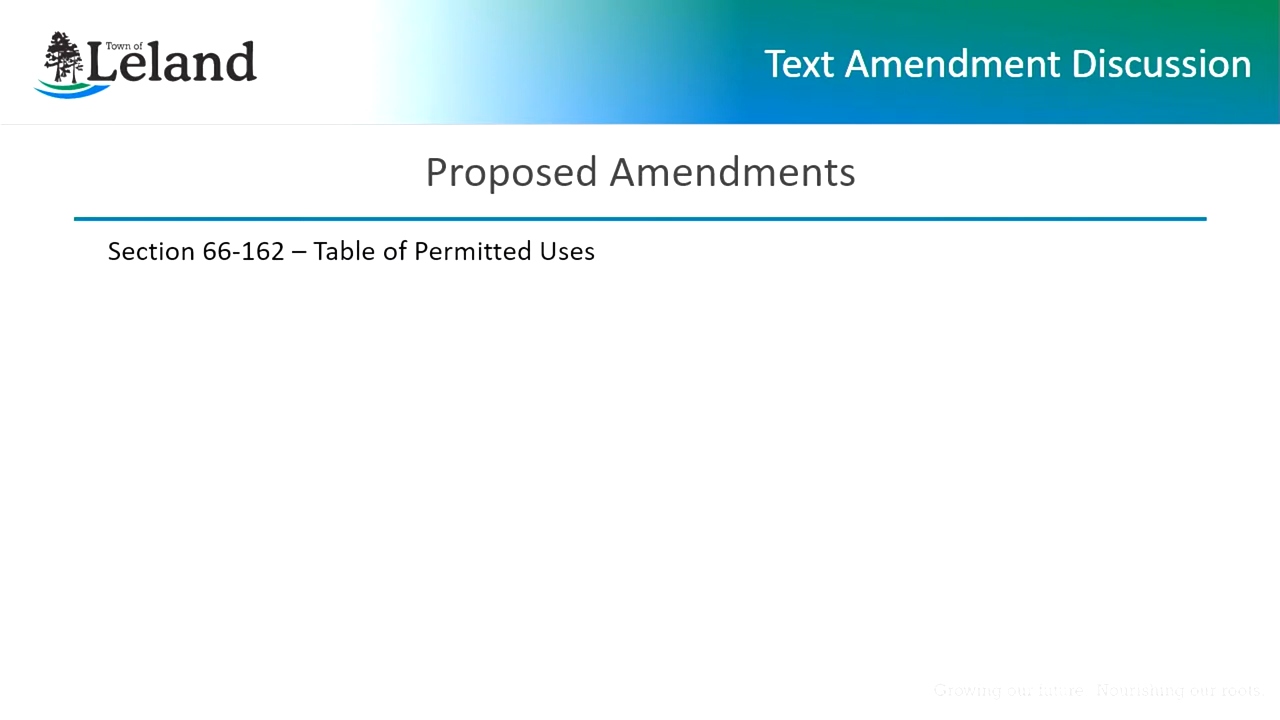 Town of
Leland
Text Amendment Discussion
Proposed Amendments
Section 66-162 – Table of Permitted Uses
Growing our future. Nourishing our roots.